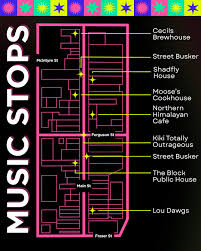 MUSIC STOPS
Cecils
Brewhouse
Street Busker
McIntyre St
Shadfly
House
Moose's
Cookhouse
Northern
Himalayan
Cafe
Ferguson St
Kiki Totally
Outrageous
Street Busker
The Block
Public House
Main St
Lou Dawgs
Fraser St